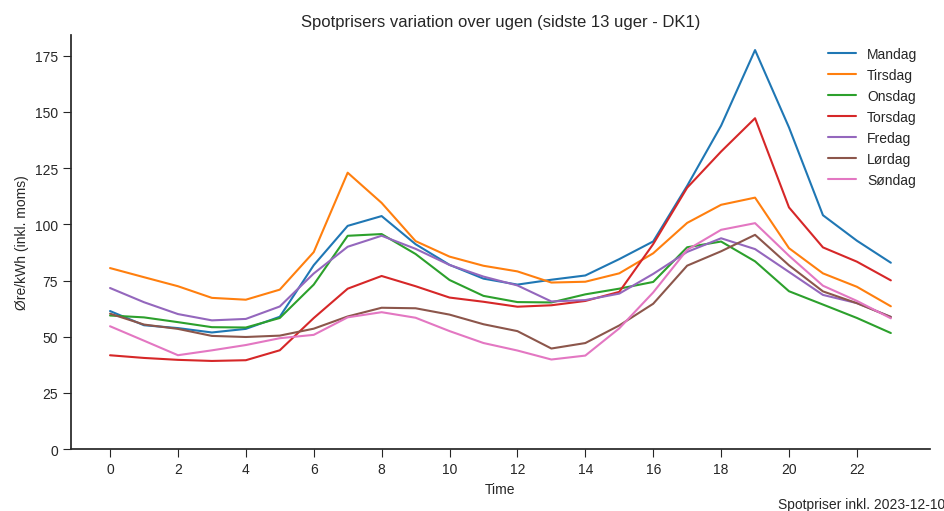 Spotprisers variation over ugen (sidste 13 uger - DK1)
Øre/kWh (inkl. moms)
175
150
125
100
75
50
25
0
Mandag
Tirsdag
Onsdag
Torsdag
Fredag
Lørdag
Søndag
0 2 4 6 8 10 12 14 16 18 20 22
Time
Spotpriser inkl. 2023-12-10